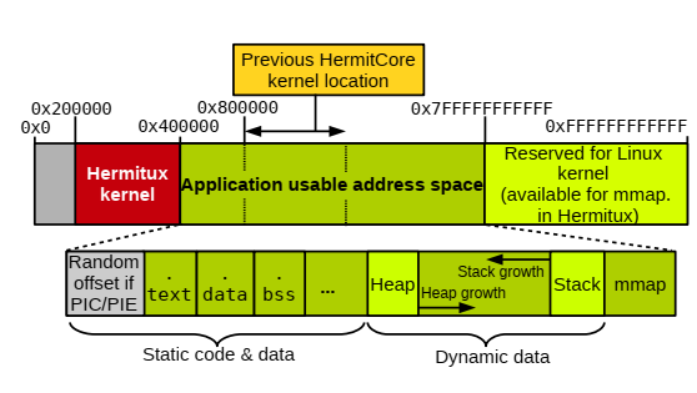 Previous HermitCore
kernel location
0x200000
0x800000
0x7FFFFFFFFFFF
0x0
0x400000
0xFFFFFFFFFFFF
Hermitux
kernel
Application usable address space
Reserved for Linux
kernel
(available for mmap.
in Hermitux)
Random
offset if
PIC/PIE
.
text
.
data
.
bss
...
Heap
Stack growth
Heap growth
Stack
mmap
Static code & data
Dynamic data